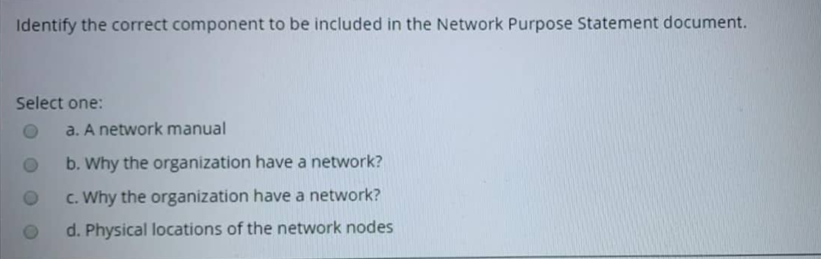 Identify the correct component to be included in the Network Purpose Statement document.
Select one:
a. A network manual
b. Why the organization have a network?
c. Why the organization have a network?
d. Physical locations of the network nodes